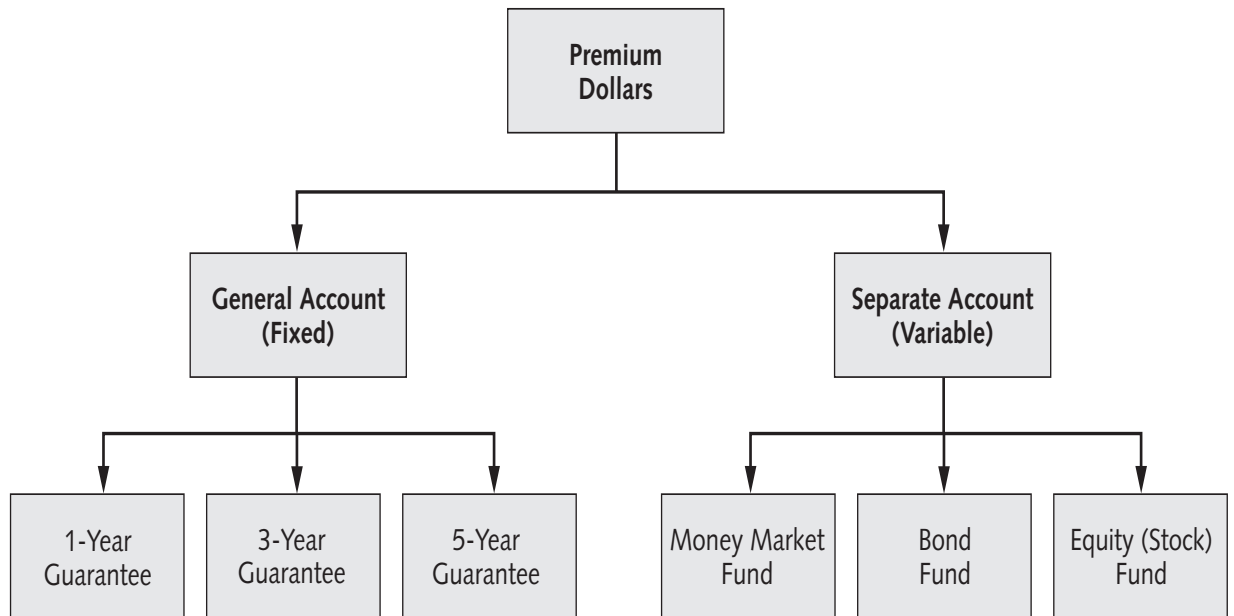 Premium
Dollars
General Account
(Fixed)
Separate Account
(Variable)
1-Year
Guarantee
3-Year
Guarantee
5-Year
Guarantee
Money Market
Fund
Bond
Fund
Equity (Stock)
Fund